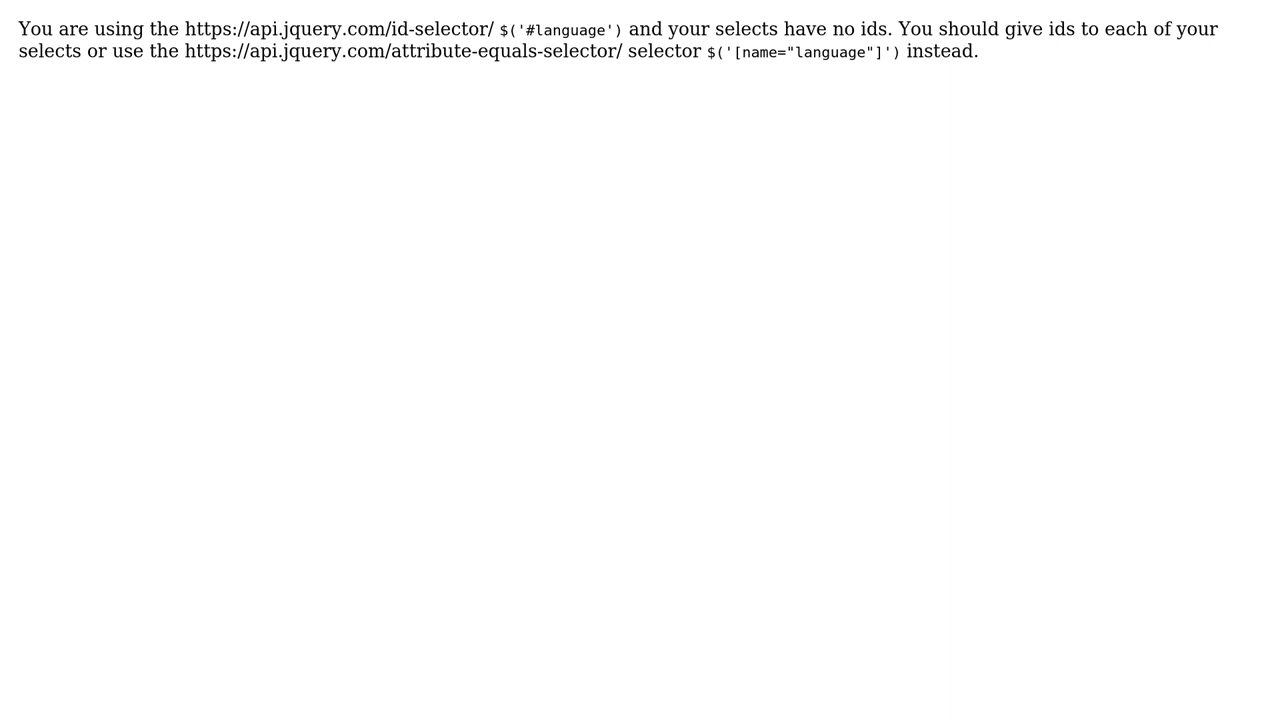 You are using the https://api.jquery.com/id-selector/ $('#language') and your selects have no ids. You should give ids to each of your
selects or use the https://api.jquery.com/attribute-equals-selector/ selector $('[name="language"]') instead.